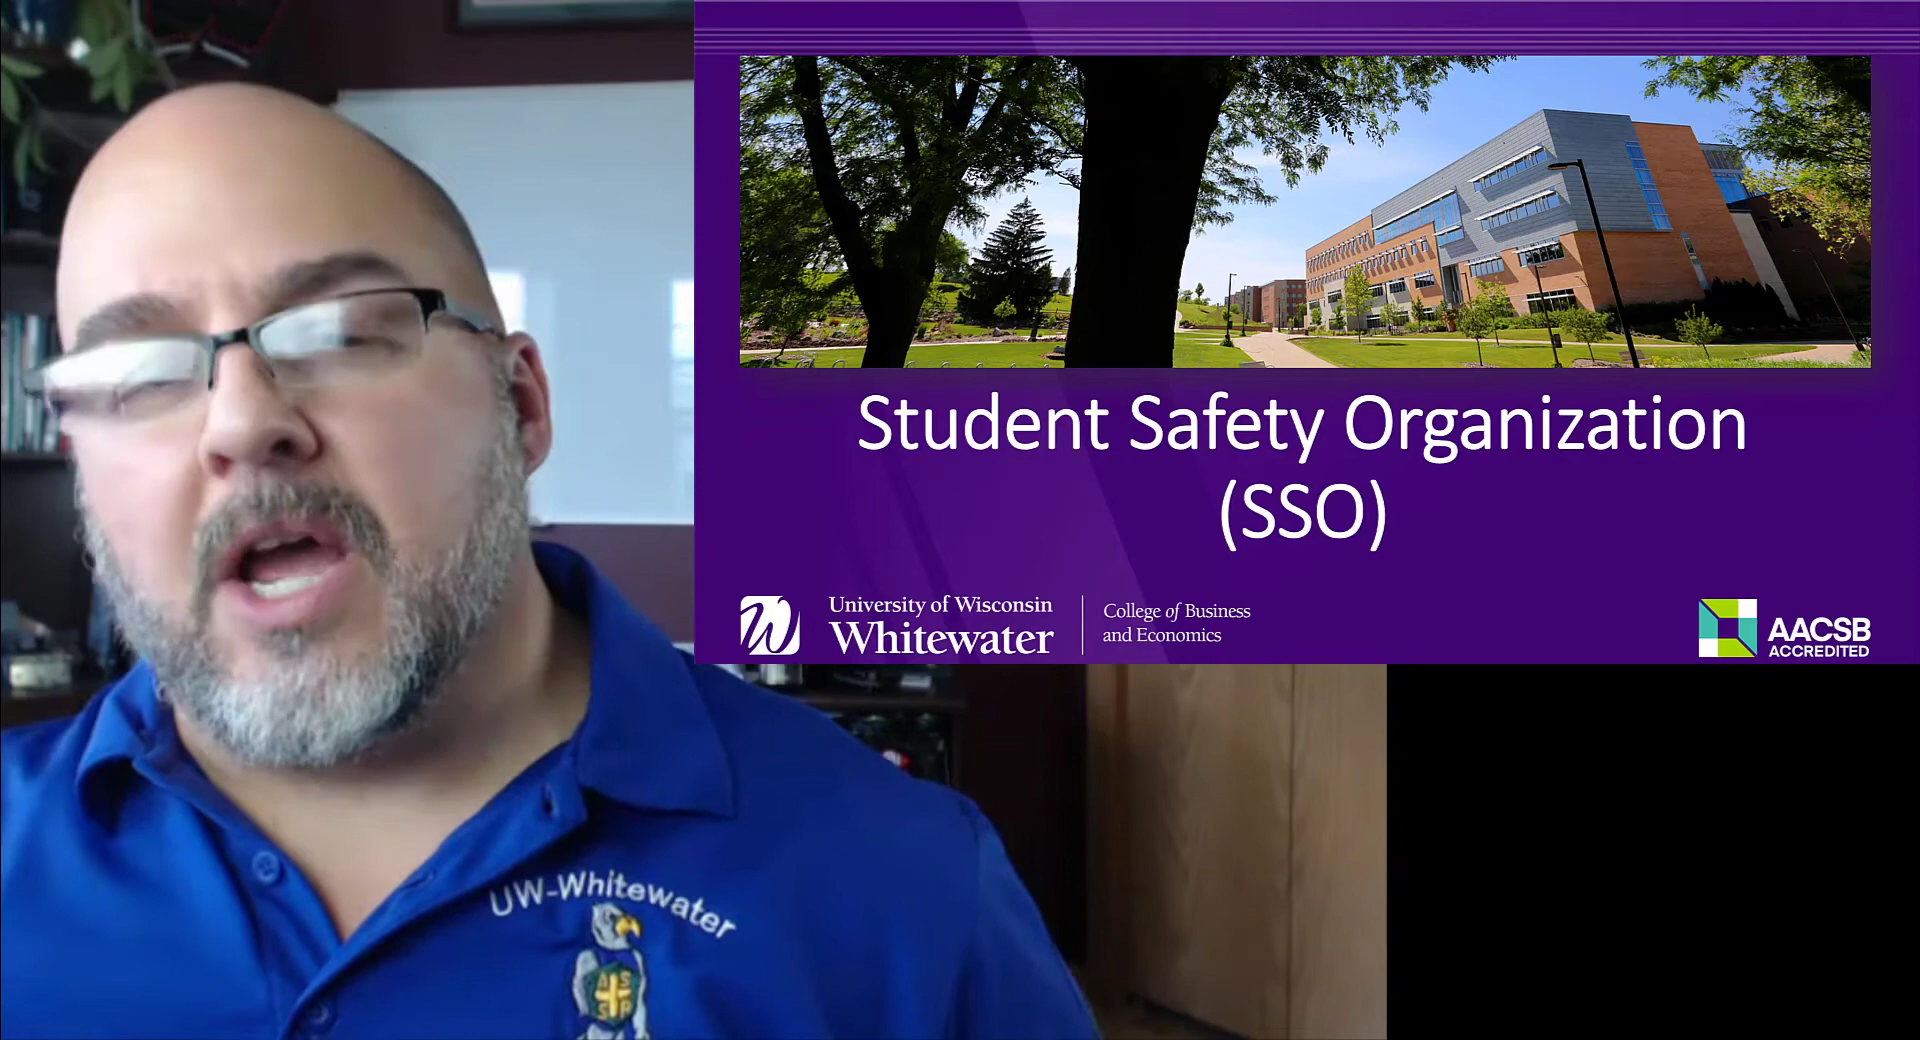 Student Safety Organization
(SSO)
University of Wisconsin
Whitewater
College of Business
and Economics
AACSB
ACCREDITED
UW-Whitewater
A S
S P